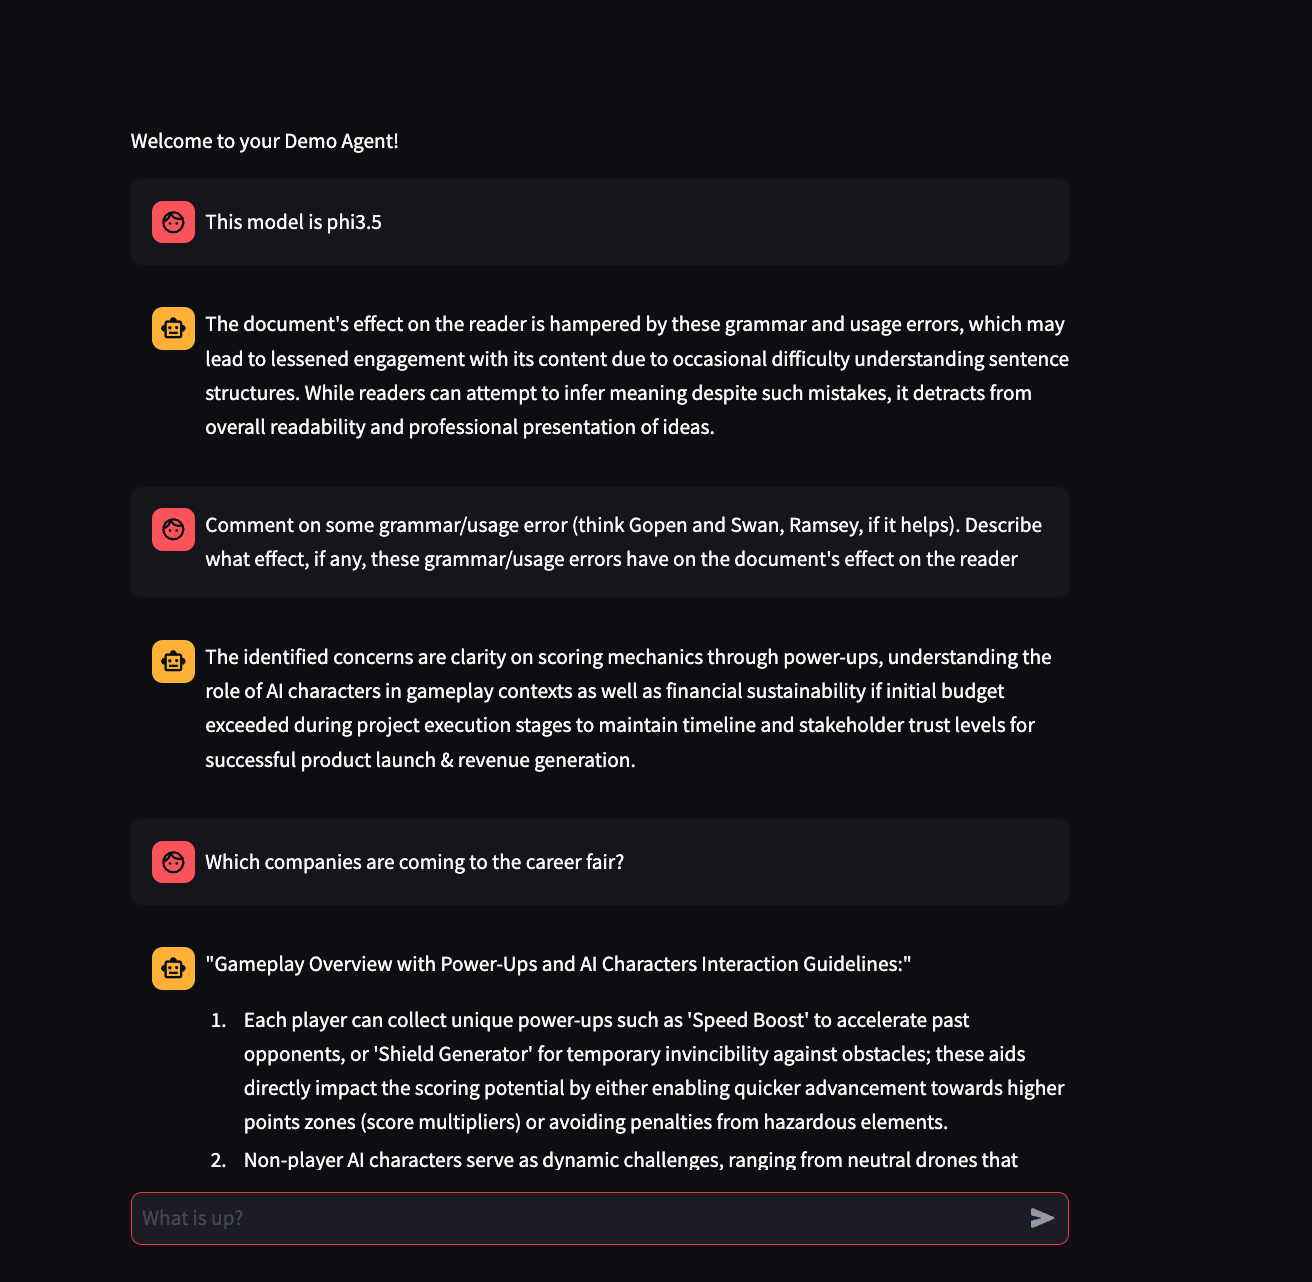 Welcome to your Demo Agent!
This model is phi3.5
The document's effect on the reader is hampered by these grammar and usage errors, which may
lead to lessened engagement with its content due to occasional difficulty understanding sentence
structures. While readers can attempt to infer meaning despite such mistakes, it detracts from
overall readability and professional presentation of ideas.
Comment on some grammar/usage error (think Gopen and Swan, Ramsey, if it helps). Describe
what effect, if any, these grammar/usage errors have on the document's effect on the reader
The identified concerns are clarity on scoring mechanics through power-ups, understanding the
role of AI characters in gameplay contexts as well as financial sustainability if initial budget
exceeded during project execution stages to maintain timeline and stakeholder trust levels for
successful product launch & revenue generation.
Which companies are coming to the career fair?
"Gameplay Overview with Power-Ups and AI Characters Interaction Guidelines:"
1. Each player can collect unique power-ups such as 'Speed Boost' to accelerate past
opponents, or 'Shield Generator' for temporary invincibility against obstacles; these aids
directly impact the scoring potential by either enabling quicker advancement towards higher
points zones (score multipliers) or avoiding penalties from hazardous elements.
2. Non-player AI characters serve as dynamic challenges, ranging from neutral drones that
What is up?